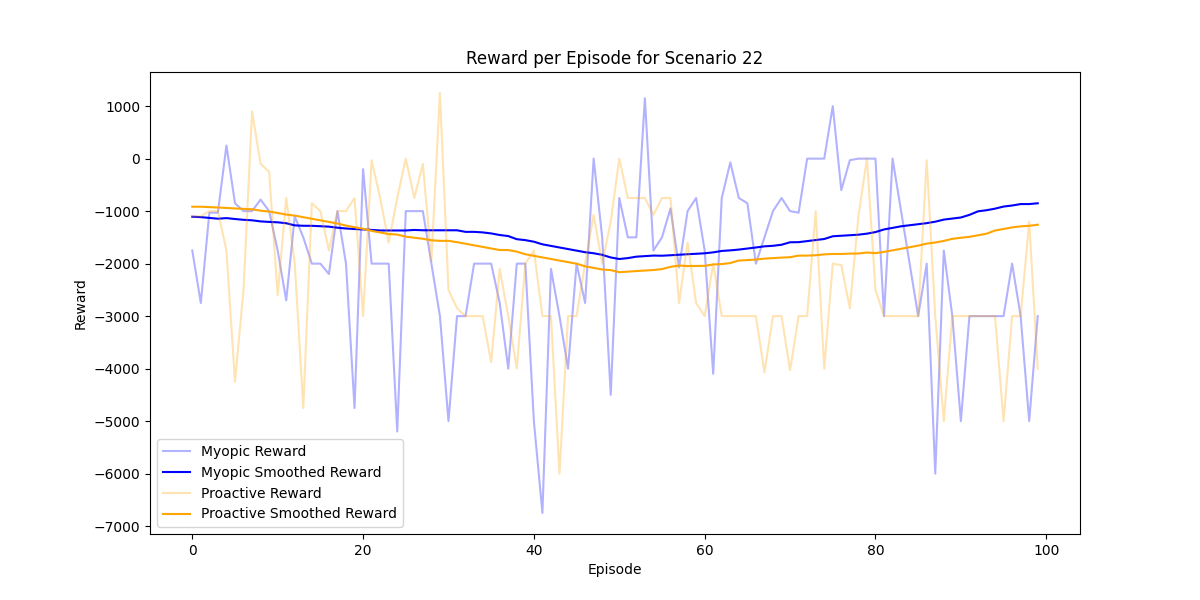 Reward per Episode for Scenario 22
Reward
1000
0
−1000
−2000
−3000
−4000
−5000
−6000
−7000
Myopic Reward
Myopic Smoothed Reward
Proactive Reward
Proactive Smoothed Reward
0 20 40 60 80 100
Episode